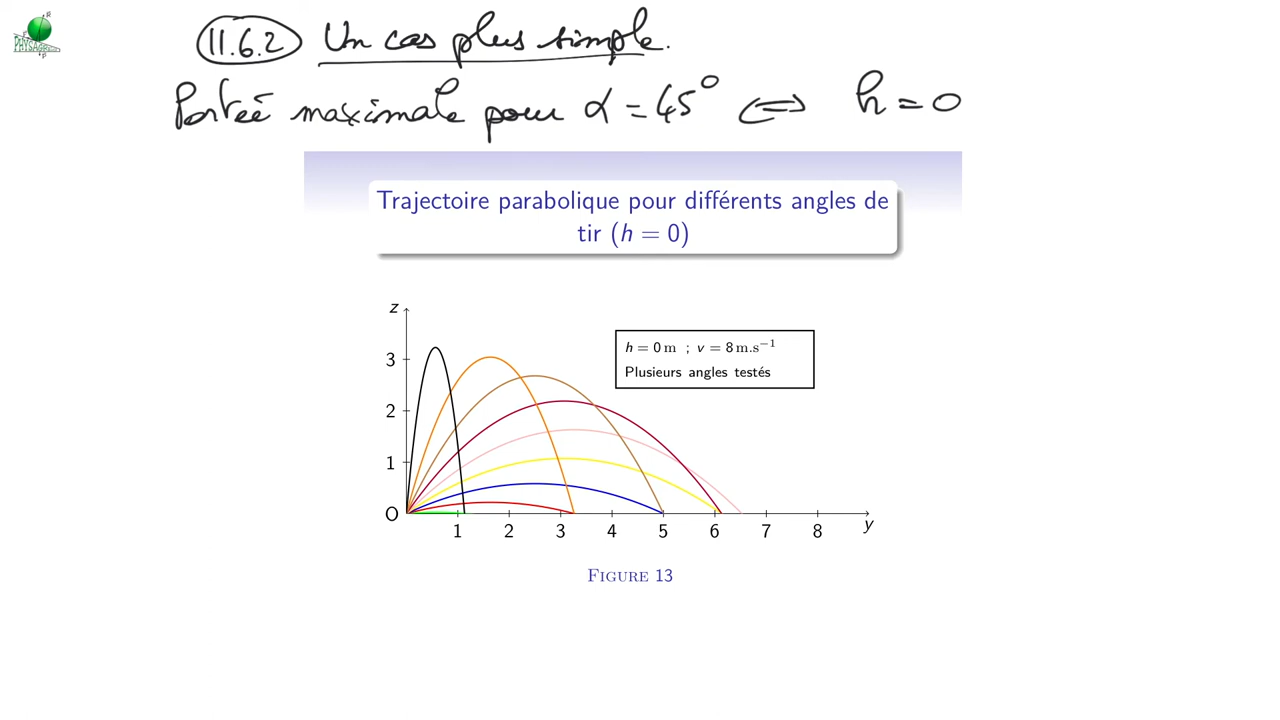 PAYSA
11.6.2 Un cas plus simple.
Portée maximale pour α = 45° ⟺ h = 0
Trajectoire parabolique pour différents angles de
tir (h = 0)
z
h = 0 m ; v = 8 m.s⁻¹
Plusieurs angles testés
3
2
1
O
1 2 3 4 5 6 7 8 y
Figure 13